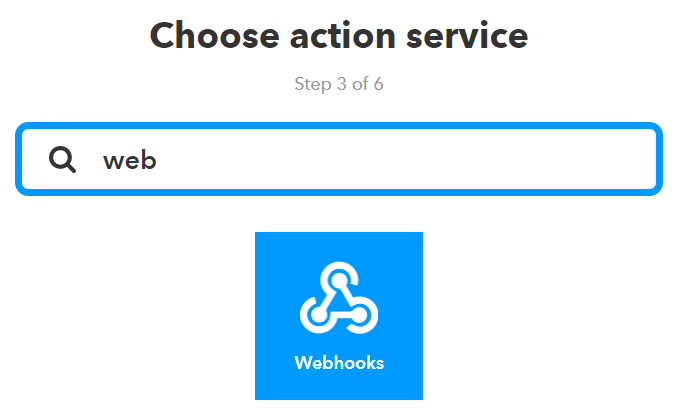 Choose action service
Step 3 of 6
web
Webhooks